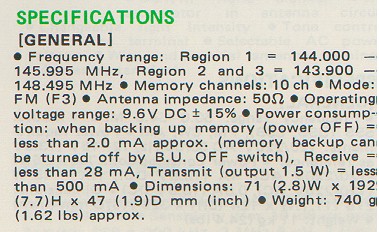 SPECIFICATIONS
[GENERAL]
● Frequency range: Region 1 = 144.000 —
145.995 MHz, Region 2 and 3 = 143.900 —
148.495 MHz ● Memory channels: 10 ch ● Mode:
FM (F3) ● Antenna impedance: 50Ω ● Operating
voltage range: 9.6V DC ± 15% ● Power consump-
tion: when backing up memory (power OFF) =
less than 2.0 mA approx. (memory backup can
be turned off by B.U. OFF switch), Receive =
less than 28 mA, Transmit (output 1.5 W) = less
than 500 mA ● Dimensions: 71 (2.8)W x 192
(7.7)H x 47 (1.9)D mm (inch) ● Weight: 740 g
(1.62 lbs) approx.